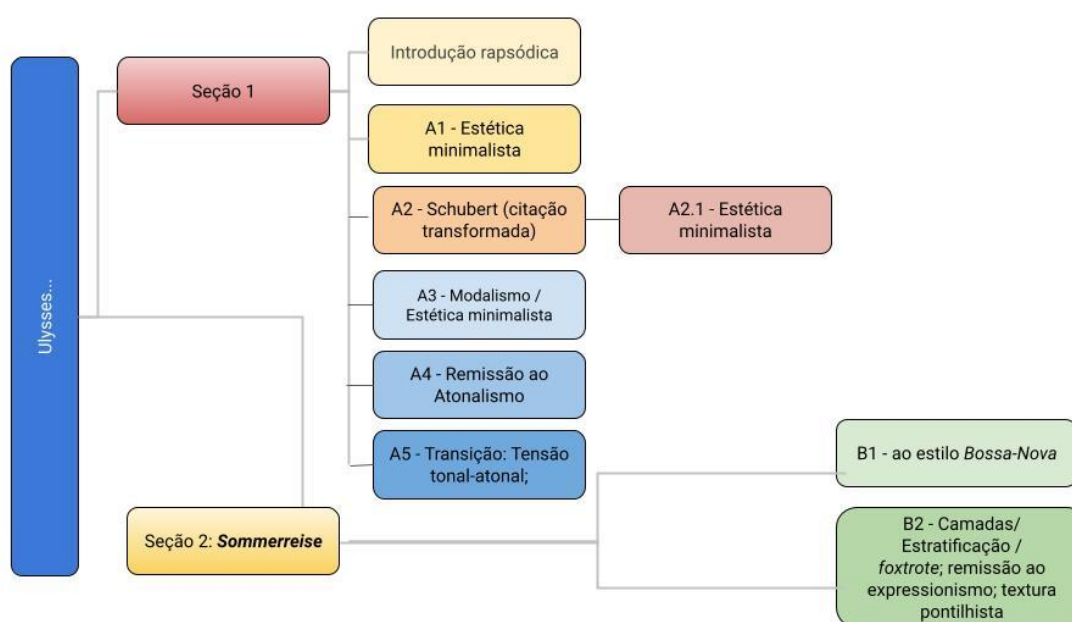 Ulysses...
Seção 1
Introdução rapsódica
A1 - Estética
minimalista
A2 - Schubert (citação
transformada)
A2.1 - Estética
minimalista
A3 - Modalismo /
Estética minimalista
A4 - Remissão ao
Atonalismo
A5 - Transição: Tensão
tonal-atonal;
Seção 2: Sommerreise
B1 - ao estilo Bossa-Nova
B2 - Camadas/
Estratificação /
foxtrote; remissão ao
expressionismo; textura
pontilhista